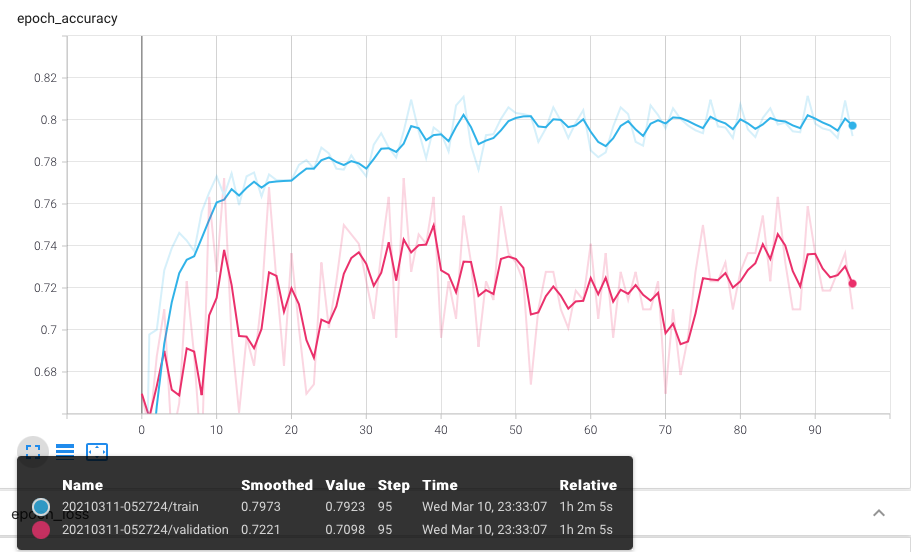 epoch_accuracy
0.82
0.8
0.78
0.76
0.74
0.72
0.7
0.68
0 10 20 30 40 50 60 70 80 90
Name Smoothed Value Step Time Relative
20210311-052724/train 0.7973 0.7923 95 Wed Mar 10, 23:33:07 1h 2m 5s
20210311-052724/validation 0.7221 0.7098 95 Wed Mar 10, 23:33:07 1h 2m 5s
epoch_loss